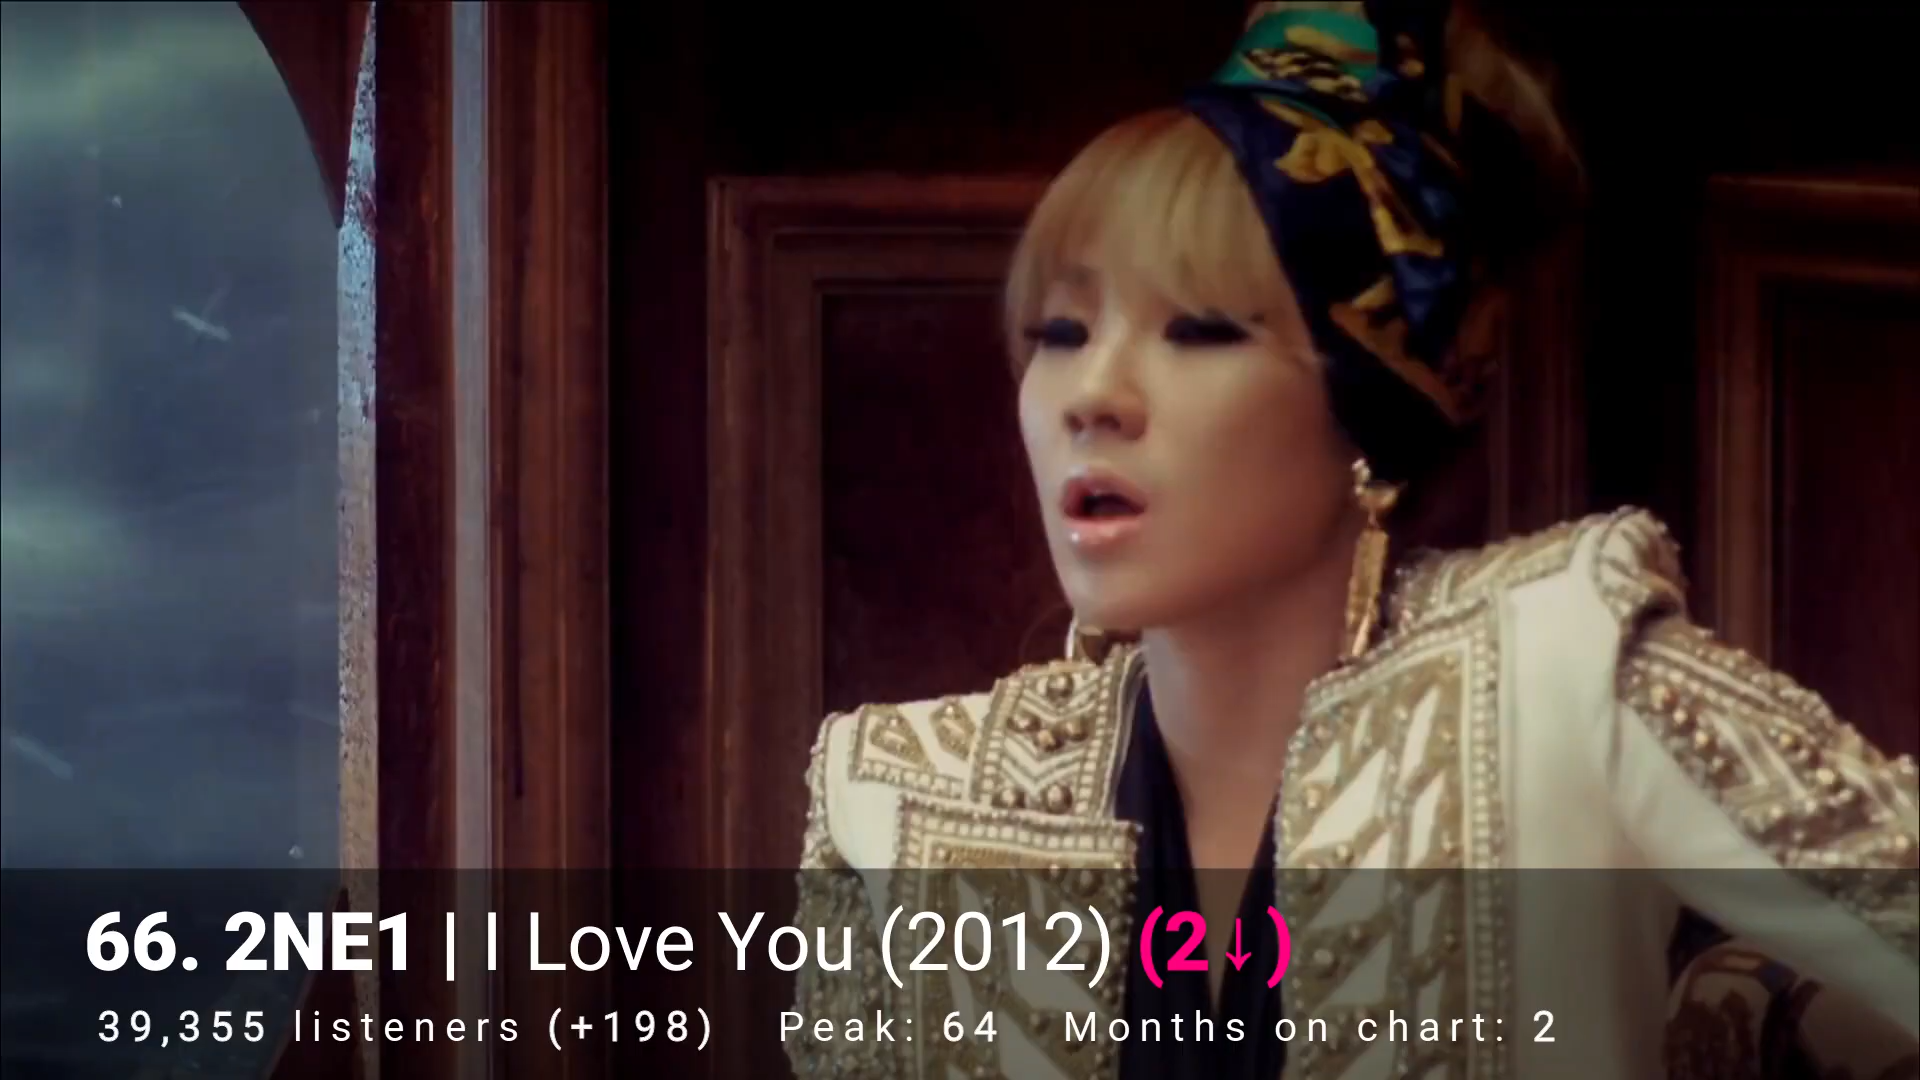 66. 2NE1 | I Love You (2012) (2↓)
39,355 listeners (+198) Peak: 64 Months on chart: 2